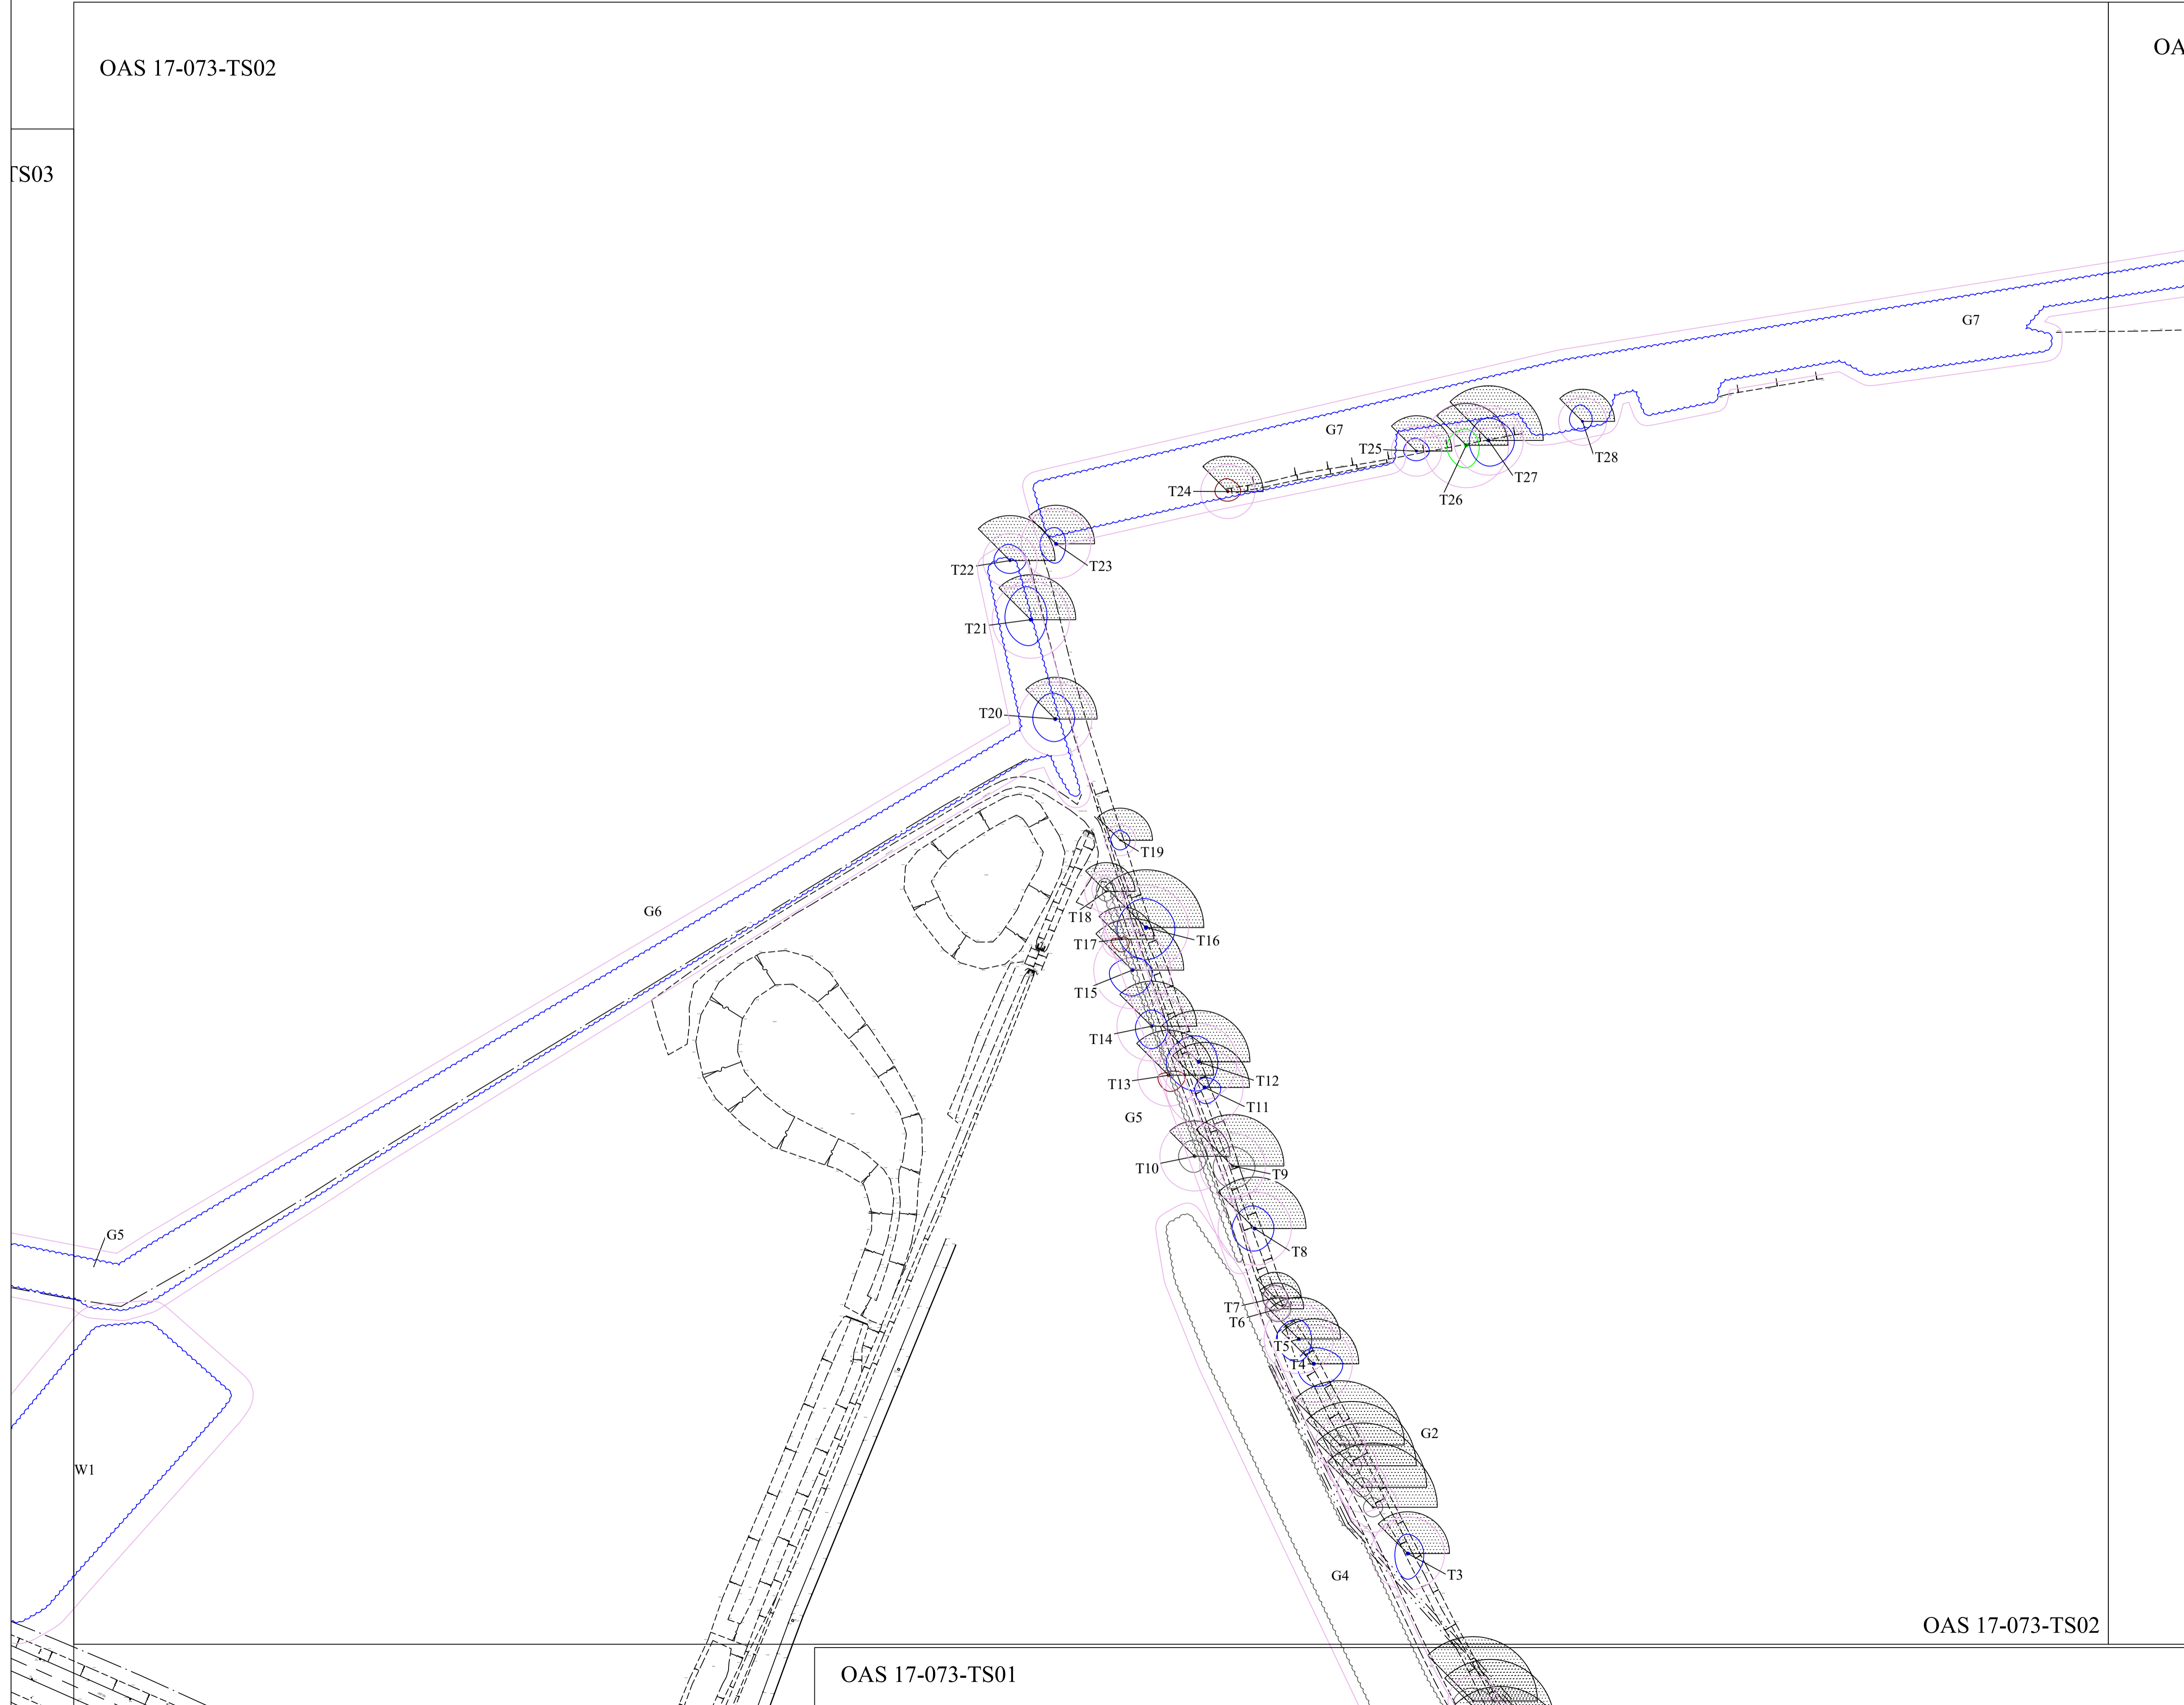 OA
OAS 17-073-TS02
TS03
G7
G7
T25
T28
T27
T24
T26
T23
T22
T21
T20
T19
G6
T18
T16
T17
T15
T14
T12
T13
T11
G5
T10
T9
G5
T8
T7
T6
T5
T4
G2
W1
G4
T3
OAS 17-073-TS02
OAS 17-073-TS01